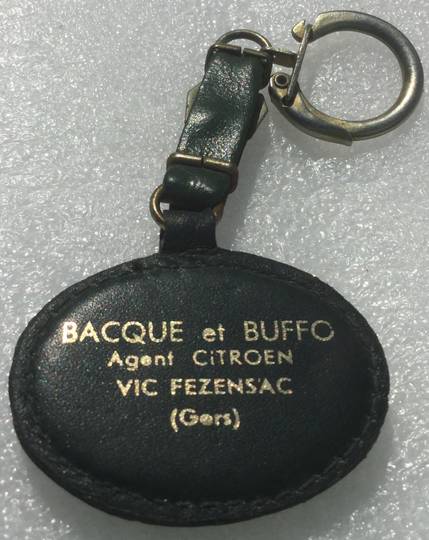 BACQUE et BUFFO
Agent CiTROEN
VIC FEZENSAC
(Gers)